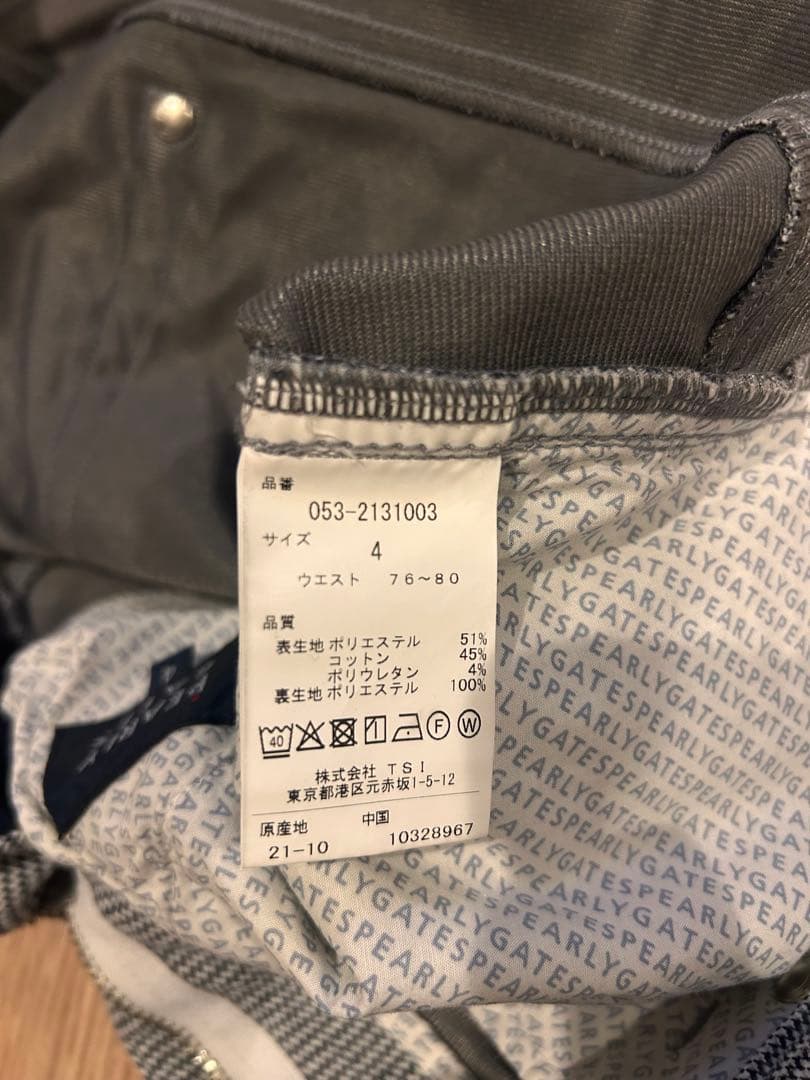 品番
053-2131003
サイズ
4
ウエスト 76～80
品質
表生地 ポリエステル 51%
コットン 45%
ポリウレタン 4%
裏生地 ポリエステル 100%
40 F W
株式会社 TSI
東京都港区元赤坂1-5-12
原産地 中国
21-10 10328967
PEARLYGATESPEARLYGATESPEARLY